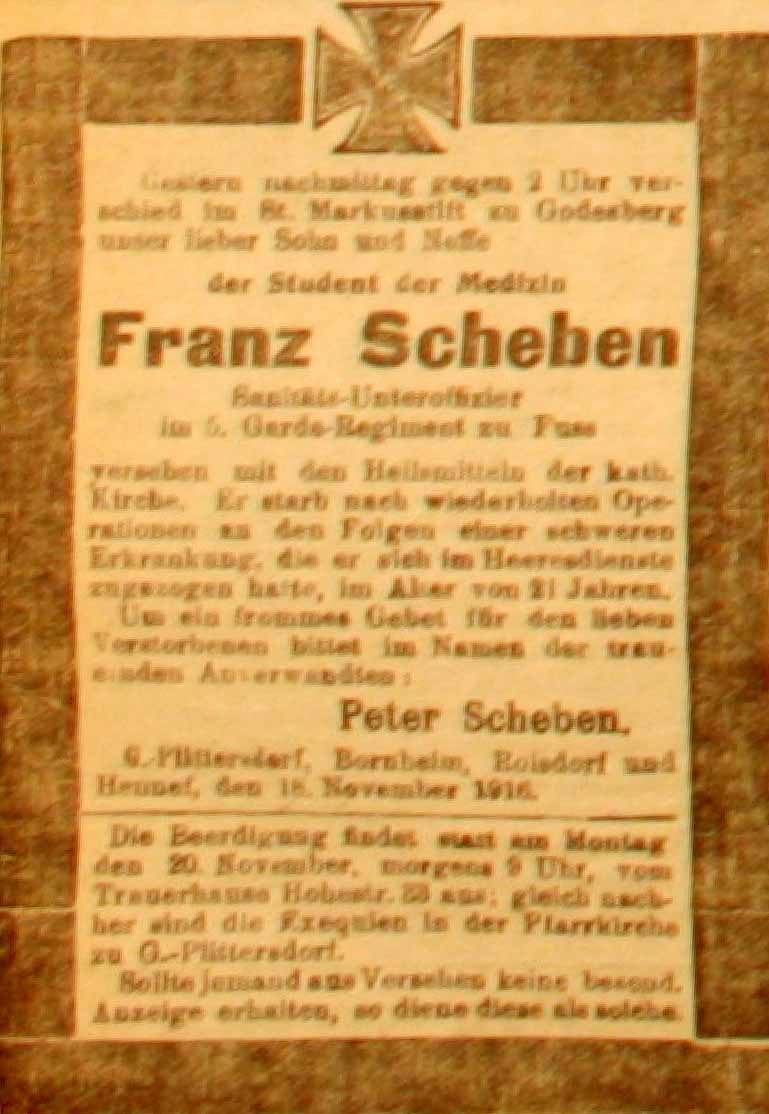 Gestern nachmittag gegen 2 Uhr ver-
schied im St. Markusstift zu Godesberg
unser lieber Sohn und Neffe
der Student der Medizin
Franz Scheben
Sanitäts-Unteroffizier
im 5. Garde-Regiment zu Fuss
versehen mit den Heilsmitteln der kath.
Kirche. Er starb nach wiederholten Ope-
rationen an den Folgen einer schweren
Erkrankung, die er sich im Heeresdienste
zugezogen hatte, im Alter von 21 Jahren.
Um ein frommes Gebet für den lieben
Verstorbenen bittet im Namen der trau-
ernden Anverwandten:
Peter Scheben.
G.-Plittersdorf, Bornheim, Roisdorf und
Hennef, den 18. November 1916.
Die Beerdigung findet statt am Montag
den 20. November, morgens 9 Uhr, vom
Trauerhause Hohestr. aus; gleich nach-
her sind die Exequien in der Pfarrkirche
zu G.-Plittersdorf.
Sollte jemand aus Versehen keine besond.
Anzeige erhalten, so diene diese als solche.